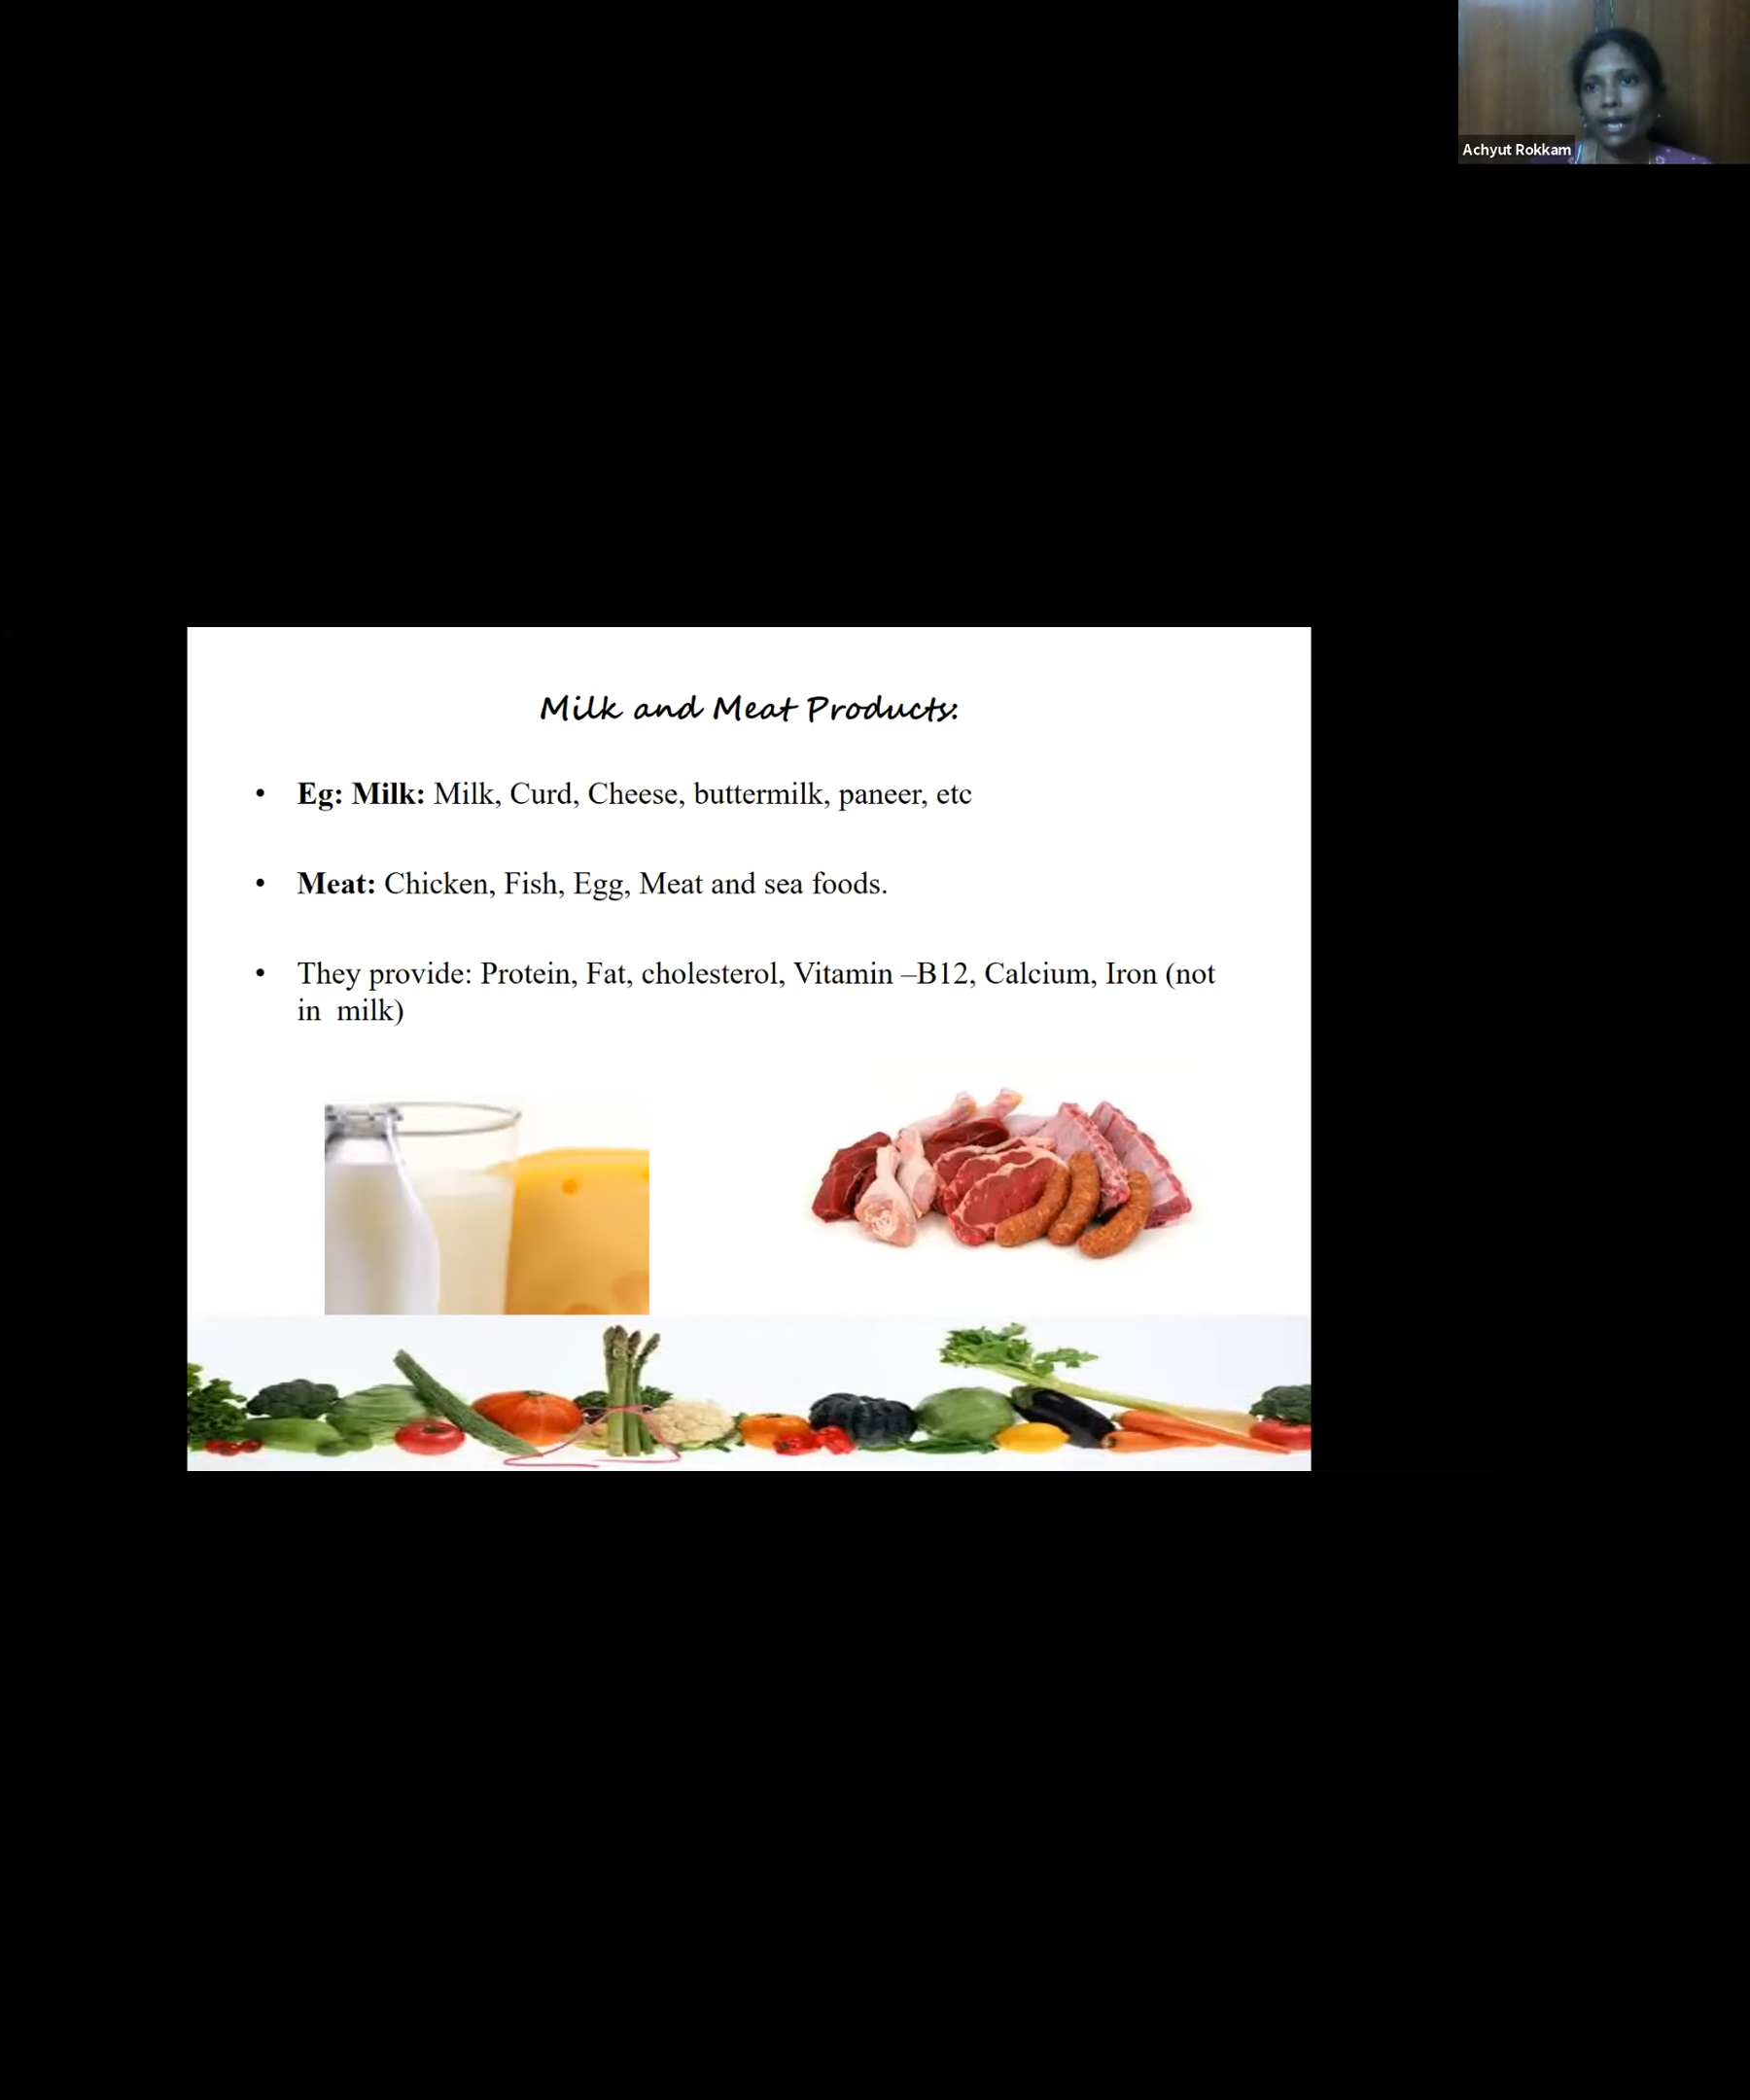 Achyut Rokkam
Milk and Meat Products:
• Eg: Milk: Milk, Curd, Cheese, buttermilk, paneer, etc
• Meat: Chicken, Fish, Egg, Meat and sea foods.
• They provide: Protein, Fat, cholesterol, Vitamin –B12, Calcium, Iron (not
in  milk)